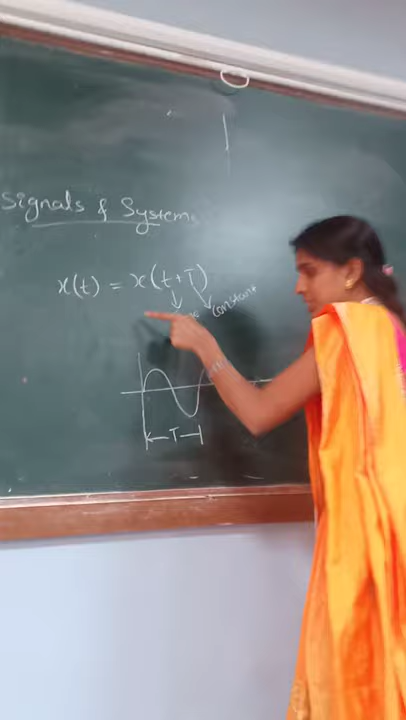 Signals & Systems
x(t) = x(t+T)
constant
T